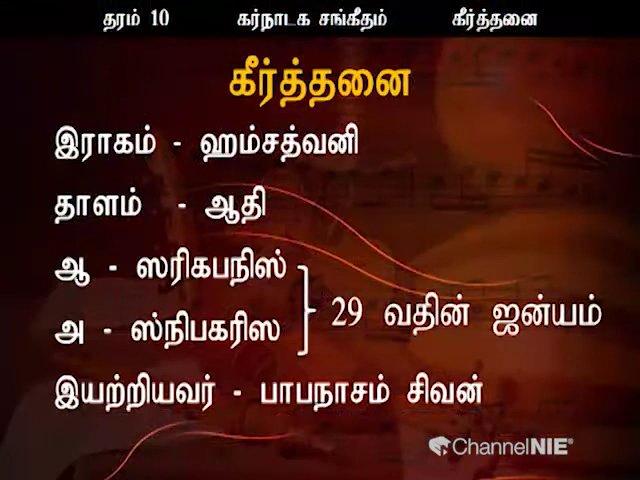 தரம் 10 கர்நாடக சங்கீதம் கீர்த்தனை
கீர்த்தனை
இராகம் - ஹம்சத்வனி
தாளம் - ஆதி
ஆ - ஸரிகபநிஸ்
அ - ஸ்நிபகரிஸ
29 வதின் ஜன்யம்
இயற்றியவர் - பாபநாசம் சிவன்
ChannelNIE®